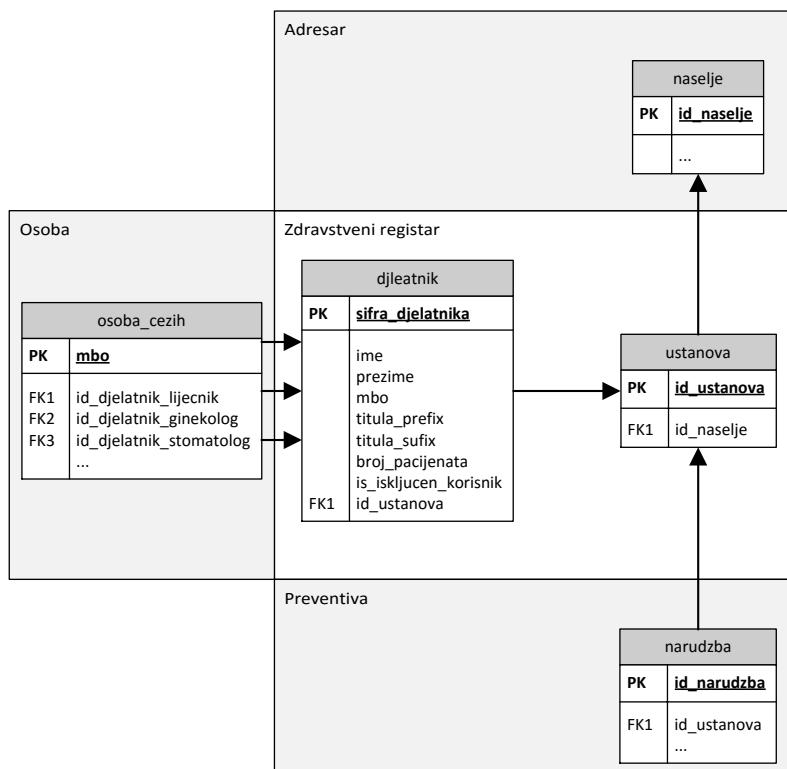 Adresar
naselje
PK id_naselje
...
Osoba
Zdravstveni registar
osoba_cezih
PK mbo
FK1 id_djelatnik_lijecnik
FK2 id_djelatnik_ginekolog
FK3 id_djelatnik_stomatolog
...
djleatnik
PK sifra_djelatnika
ime
prezime
mbo
titula_prefix
titula_sufix
broj_pacijenata
is_iskljucen_korisnik
FK1 id_ustanova
ustanova
PK id_ustanova
FK1 id_naselje
Preventiva
narudzba
PK id_narudzba
FK1 id_ustanova
...